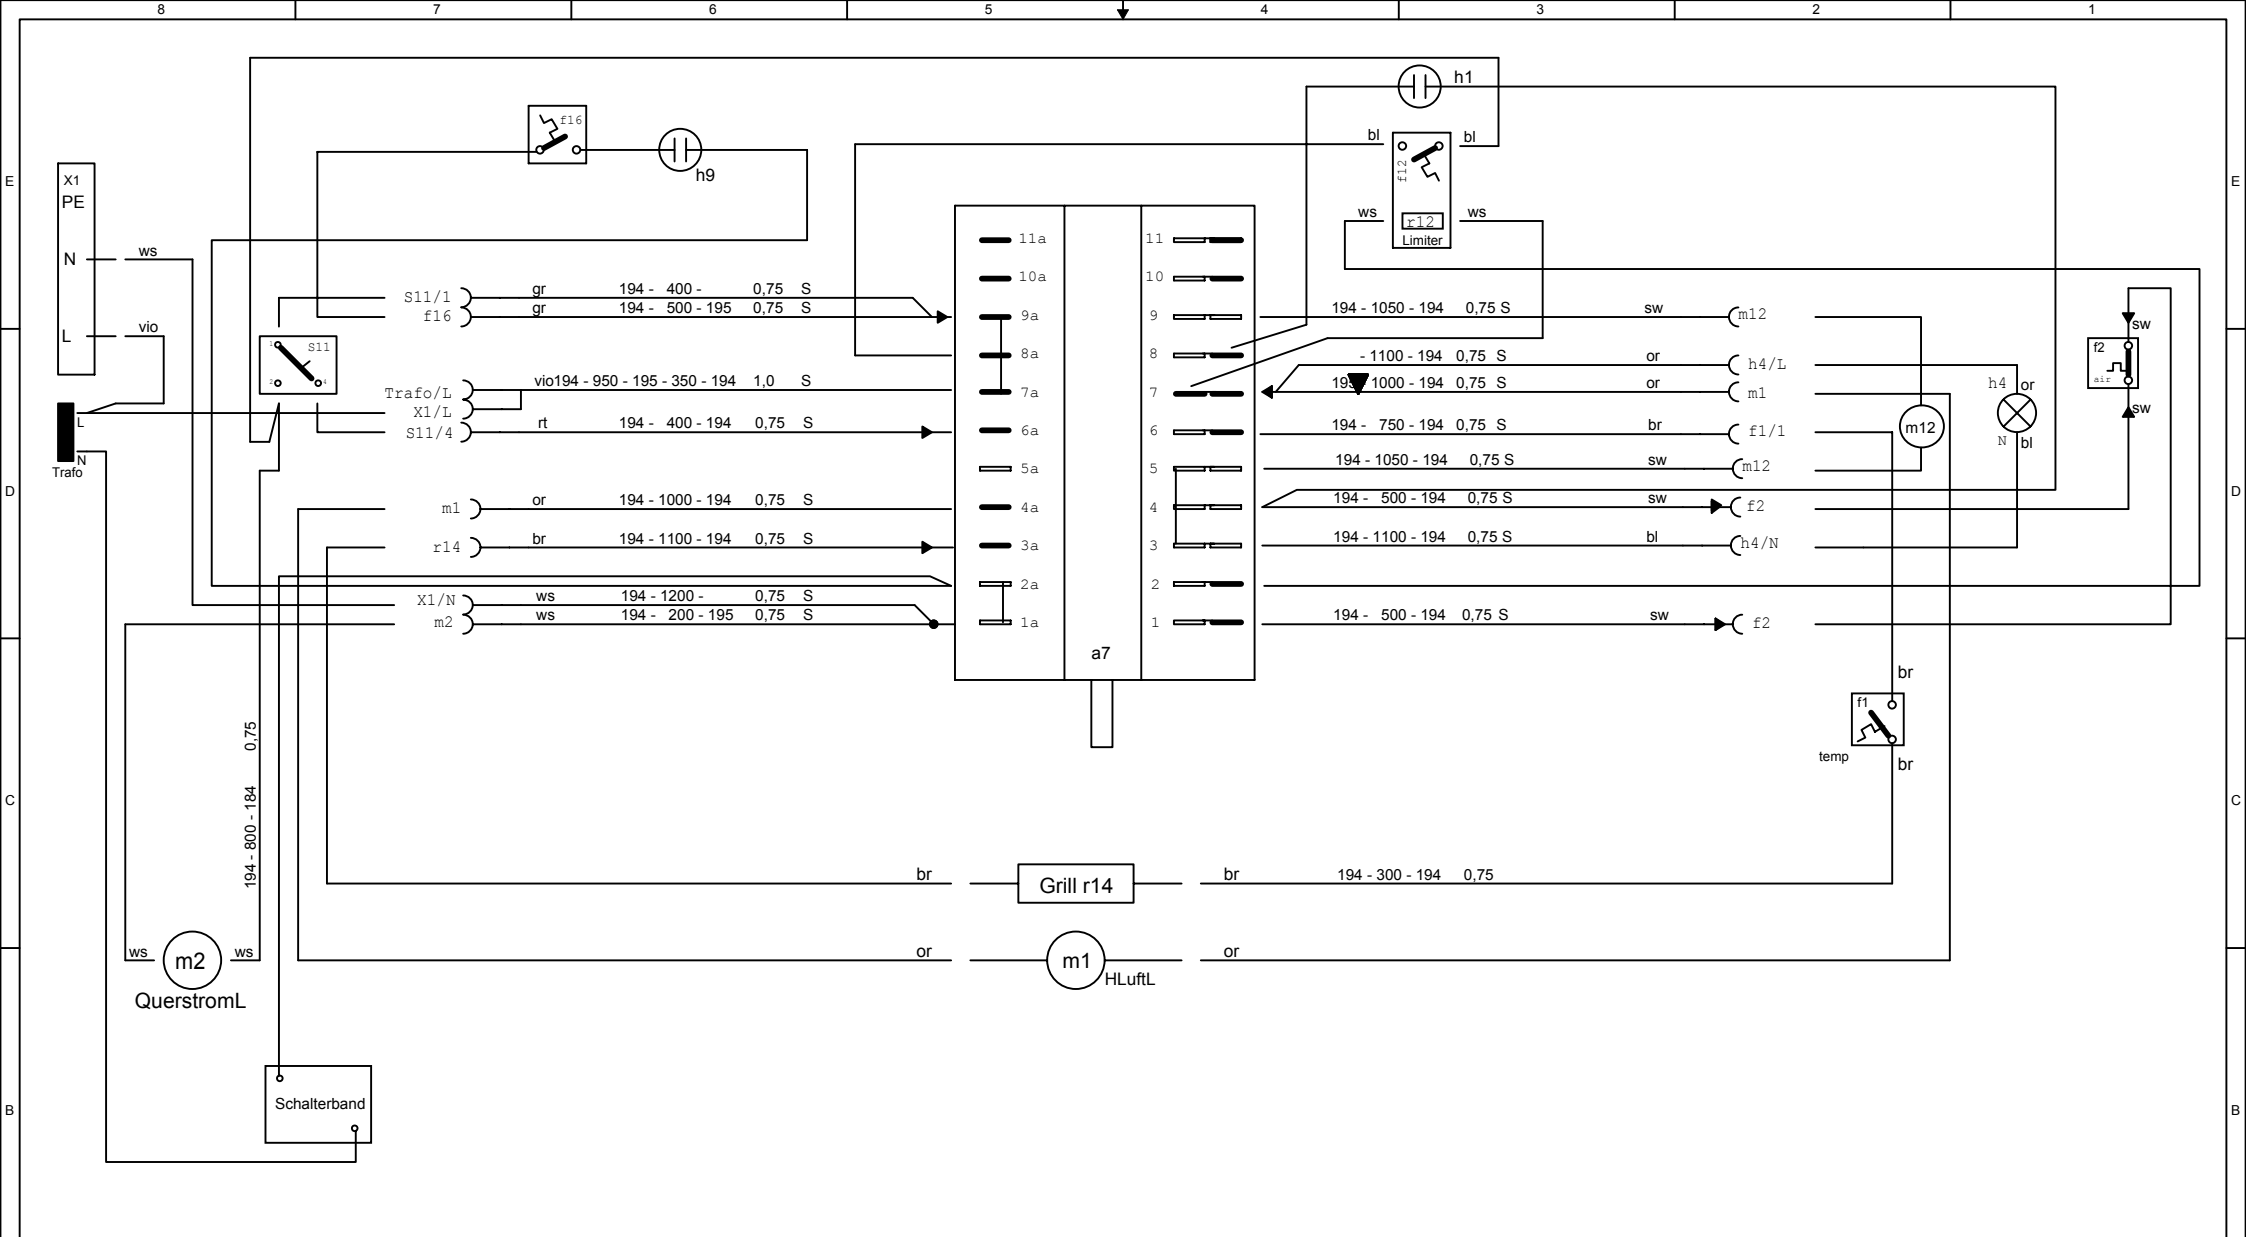 8 7 6 5 4 3 2 1
h1
f16
bl bl
f12
E X1 E
PE
h9
ws r12 ws
Limiter
11a 11
N ws
10a 10
S11/1 gr 194 - 400 - 0,75 S
f16 gr 194 - 500 - 195 0,75 S 9a 9 194 - 1050 - 194 0,75 S sw m12
L vio
sw
S11
1
2 4
f2
air
8a 8 - 1100 - 194 0,75 S or h4/L
Trafo/L vio194 - 950 - 195 - 350 - 194 1,0 S 7a 7 195 - 1000 - 194 0,75 S or m1
h4 or
X1/L
L
sw
S11/4 rt 194 - 400 - 194 0,75 S 6a 6 194 - 750 - 194 0,75 S br f1/1
m12
N bl
N
Trafo
5a 5 194 - 1050 - 194 0,75 S sw m12
D D
m1 or 194 - 1000 - 194 0,75 S 4a 4 194 - 500 - 194 0,75 S sw f2
r14 br 194 - 1100 - 194 0,75 S 3a 3 194 - 1100 - 194 0,75 S bl h4/N
2a 2
X1/N ws 194 - 1200 - 0,75 S
m2 ws 194 - 200 - 195 0,75 S 1a 1 194 - 500 - 194 0,75 S sw f2
a7
br
f1
temp
br
194 - 800 - 184 0,75
C C
br Grill r14 br 194 - 300 - 194 0,75
ws m2 ws or m1 or
HLuftL
QuerstromL
Schalterband
B B